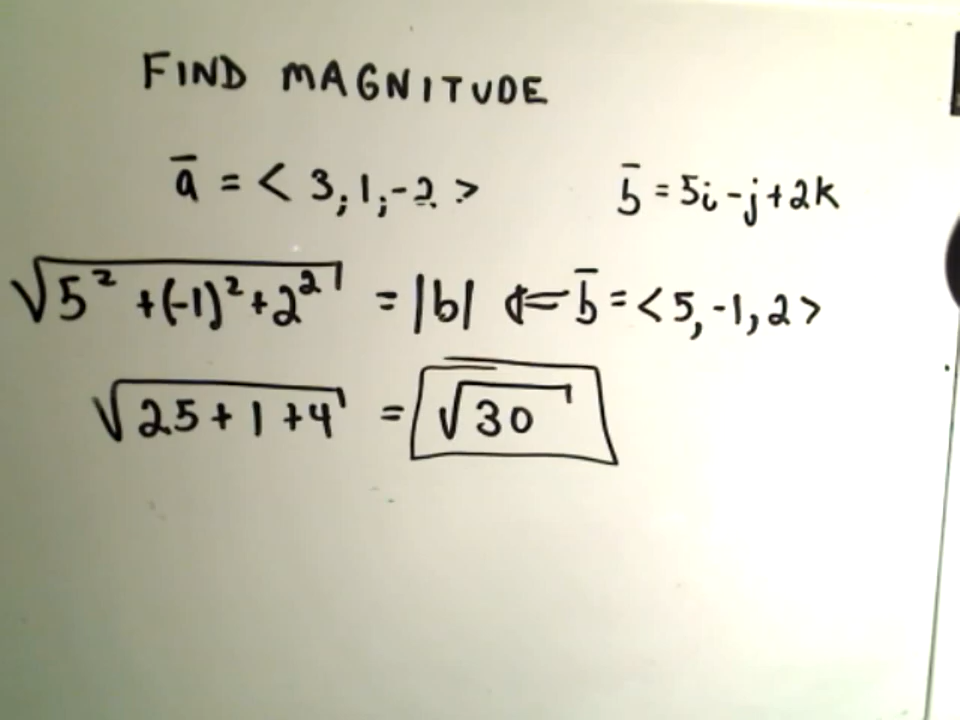 FIND MAGNITUDE
a̅ = < 3, 1, -2 > b̅ = 5i - j + 2k
√5² + (-1)² + 2² = |b| ⇐ b̅ = < 5, -1, 2 >
√25 + 1 + 4 = √30